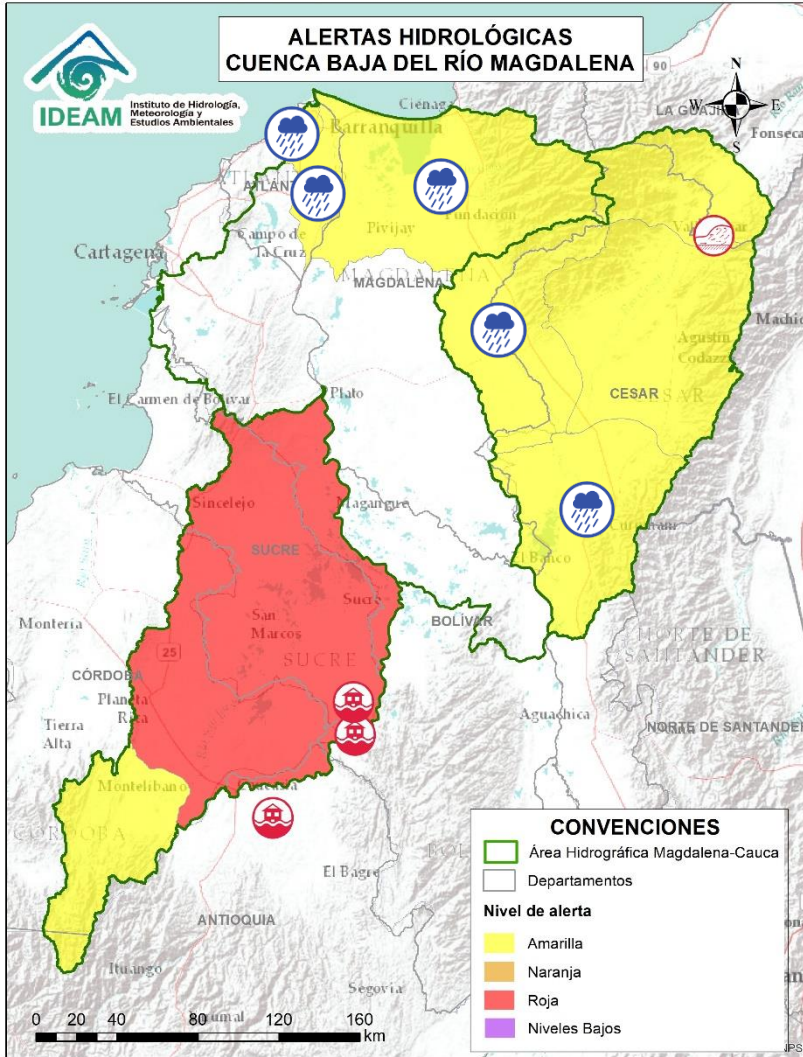 ALERTAS HIDROLÓGICAS
CUENCA BAJA DEL RÍO MAGDALENA
IDEAM
Instituto de Hidrología,
Meteorología y
Estudios Ambientales
90
N
W
E
S
Ciénaga
LA GUAJIRA
Barranquilla
Fonseca
Fundación
Pivijay
Campo de
la Cruz
Cartagena
MAGDALENA
MAGDALENA
Agustín
Codazzi
CESAR
El Carmen de Bolívar
Plato
Sincelejo
Magangue
SUCRE
El Banco
Sucre
San
Marcos
BOLÍVAR
SUCRE
Montería
25
CÓRDOBA
Planeta
Rica
NORTE DE
SANTANDER
Aguachica
Tierra
Alta
NORTE DE SANTANDER
Montelíbano
CÓRDOBA
El Bagre
ANTIOQUIA
Ituango
Segovia
CONVENCIONES
Área Hidrográfica Magdalena-Cauca
Departamentos
Nivel de alerta
Amarilla
Naranja
Roja
Niveles Bajos
0 20 40 80 120 160
km